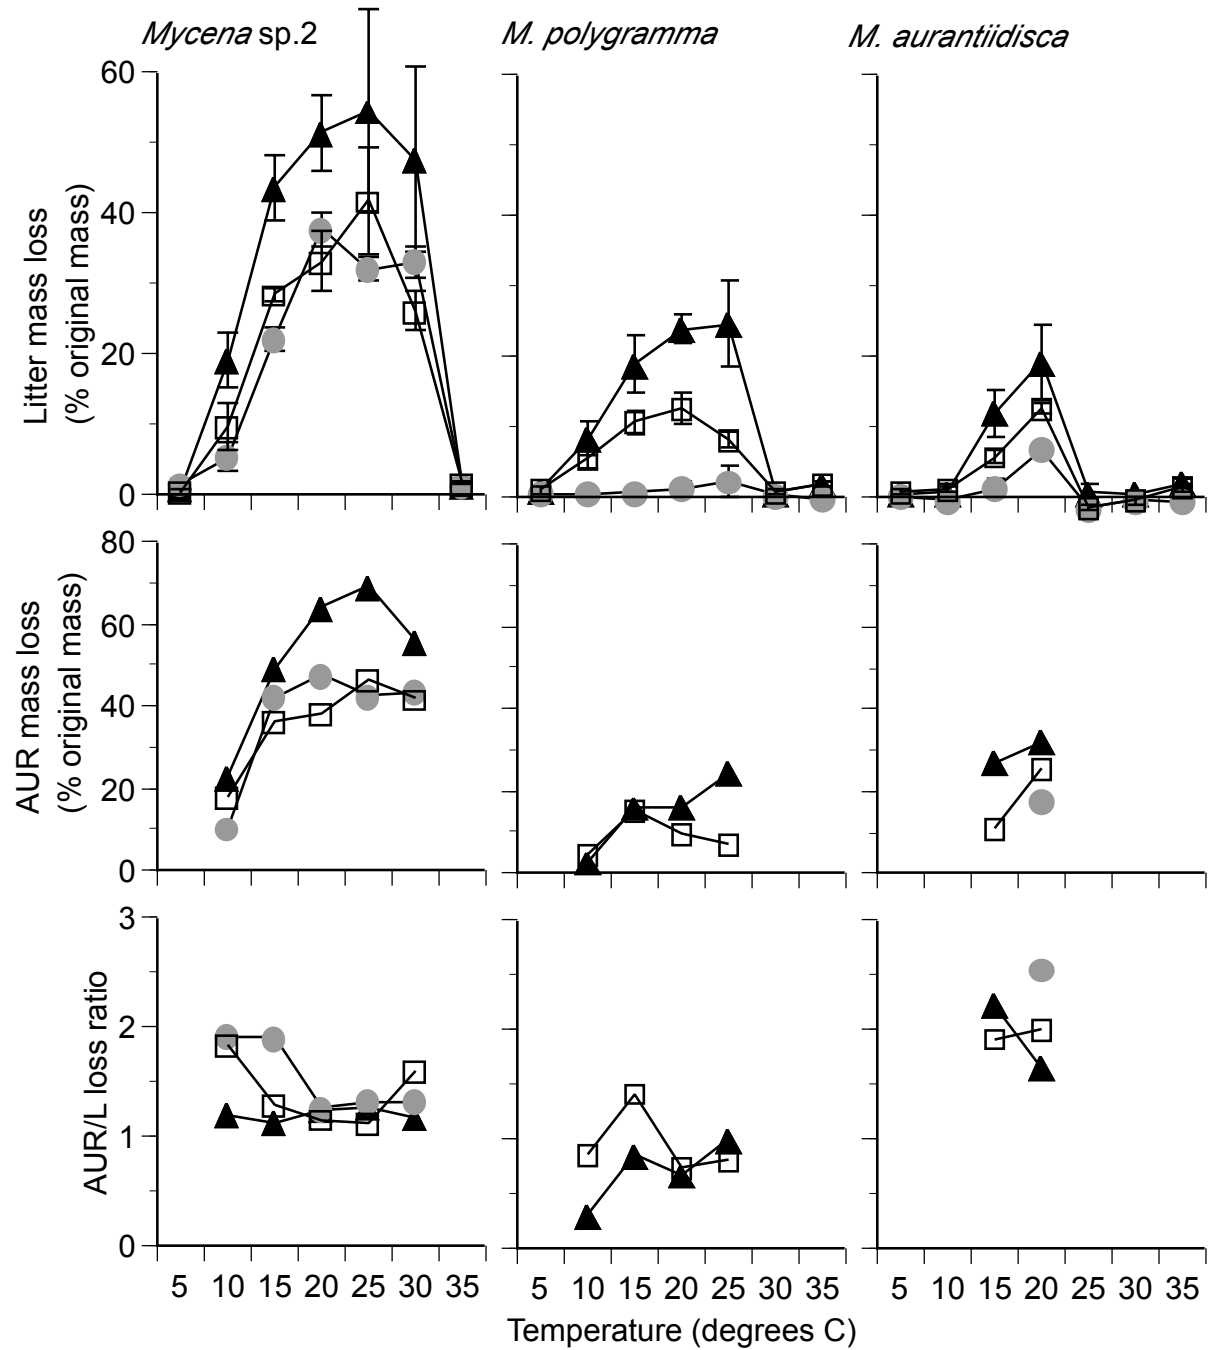 Mycena sp.2
M. polygramma
M. aurantiidisca
Litter mass loss
(% original mass)
60
40
20
0
AUR mass loss
(% original mass)
80
60
40
20
0
AUR/L loss ratio
3
2
1
0
5 10 15 20 25 30 35
5 10 15 20 25 30 35
5 10 15 20 25 30 35
Temperature (degrees C)